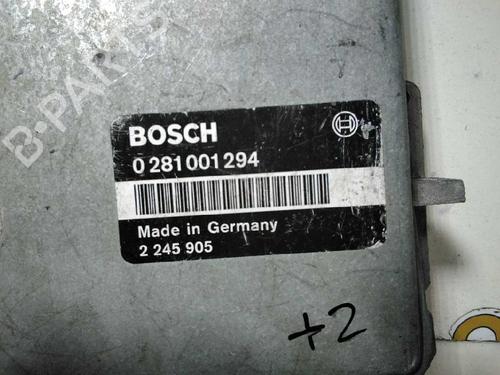 B-PARTS
BOSCH
0 281 001 294
Made in Germany
2 245 905
+2